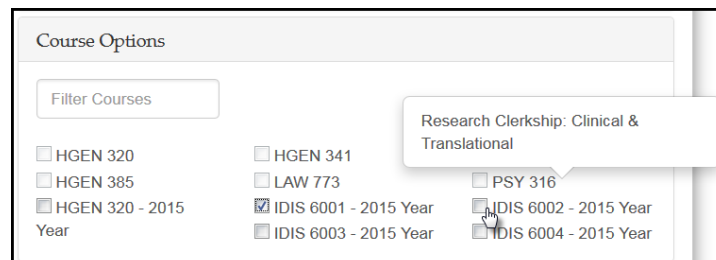 Course Options
Filter Courses
Research Clerkship: Clinical &
Translational
HGEN 320
HGEN 341
HGEN 385
LAW 773
PSY 316
HGEN 320 - 2015
Year
IDIS 6001 - 2015 Year
IDIS 6002 - 2015 Year
IDIS 6003 - 2015 Year
IDIS 6004 - 2015 Year